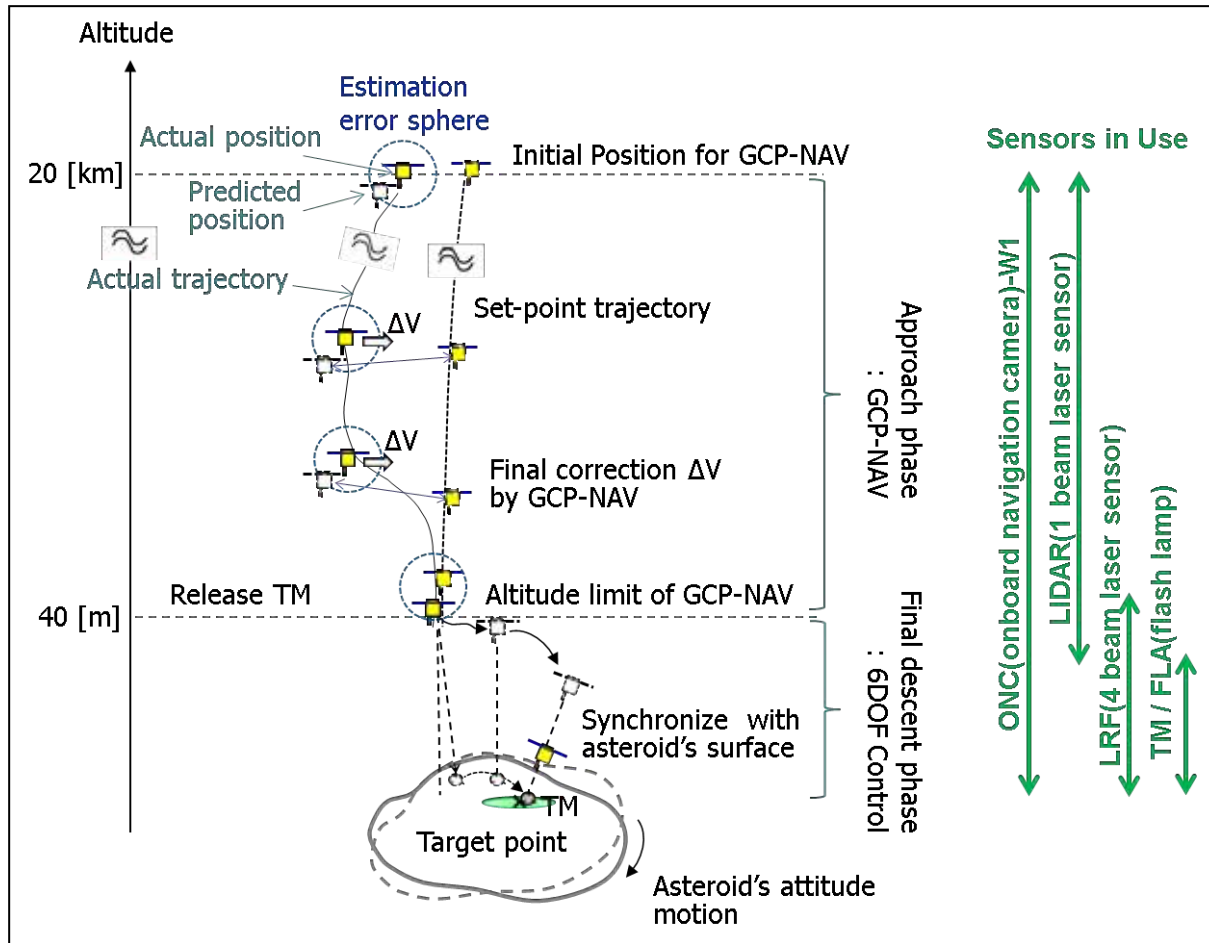 Altitude
Estimation
error sphere
Actual position
Initial Position for GCP-NAV
Sensors in Use
20 [km]
Predicted
position
Actual trajectory
ΔV
Set-point trajectory
ΔV
Final correction ΔV
by GCP-NAV
Approach phase
: GCP-NAV
ONC(onboard navigation camera)-W1
LIDAR(1 beam laser sensor)
LRF(4 beam laser sensor)
TM / FLA(flash lamp)
Release TM
Altitude limit of GCP-NAV
40 [m]
Final descent phase
: 6DOF Control
Synchronize with
asteroid's surface
TM
Target point
Asteroid's attitude
motion